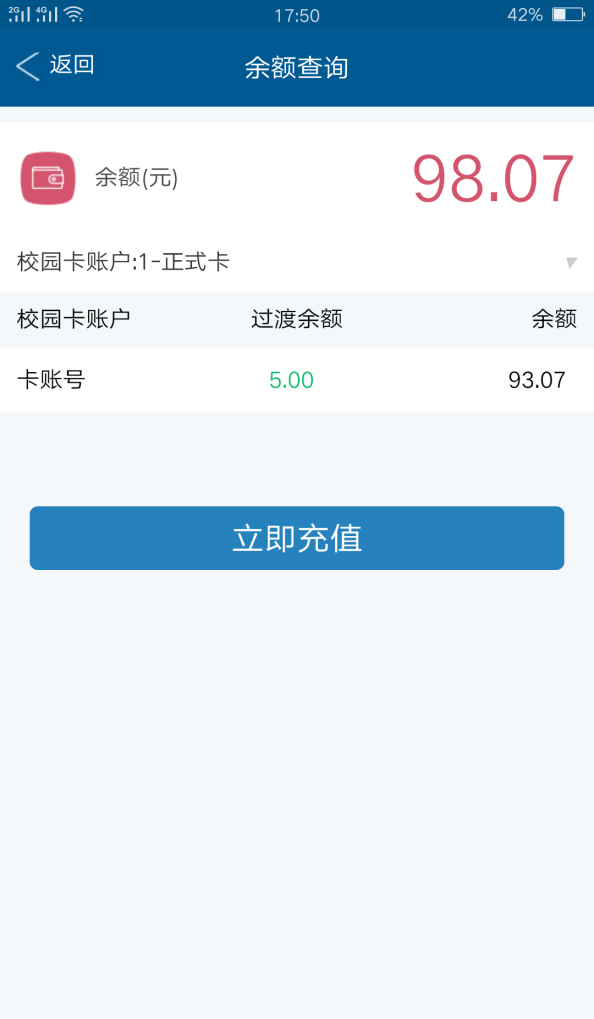 2G 4G 17:50 42%
返回 余额查询
余额(元) 98.07
校园卡账户:1-正式卡
校园卡账户 过渡余额 余额
卡账号 5.00 93.07
立即充值